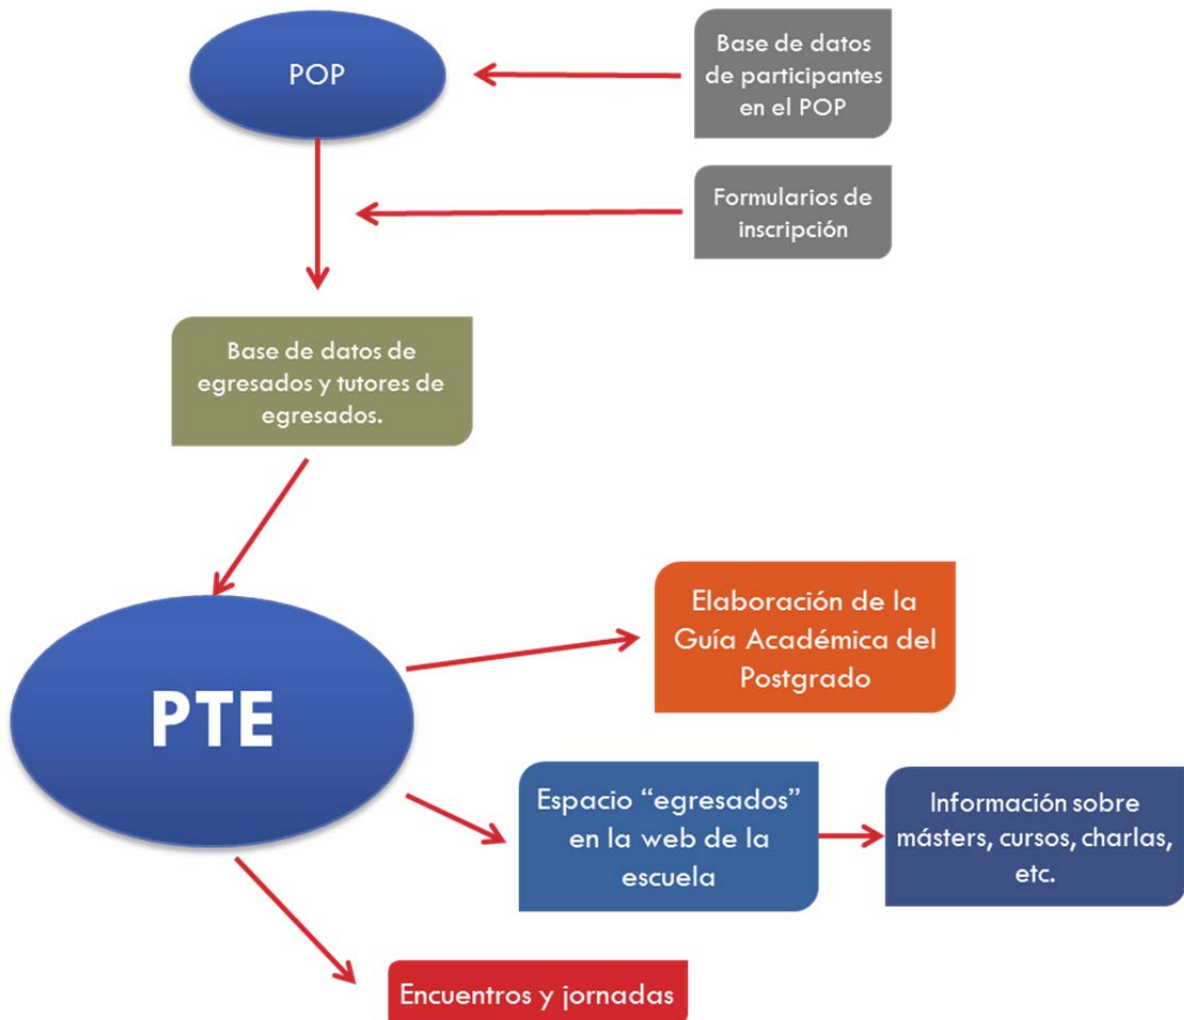 POP
Base de datos
de participantes
en el POP
Formularios de
inscripción
Base de datos de
egresados y tutores de
egresados.
PTE
Elaboración de la
Guía Académica del
Postgrado
Espacio “egresados”
en la web de la
escuela
Información sobre
másters, cursos, charlas,
etc.
Encuentros y jornadas